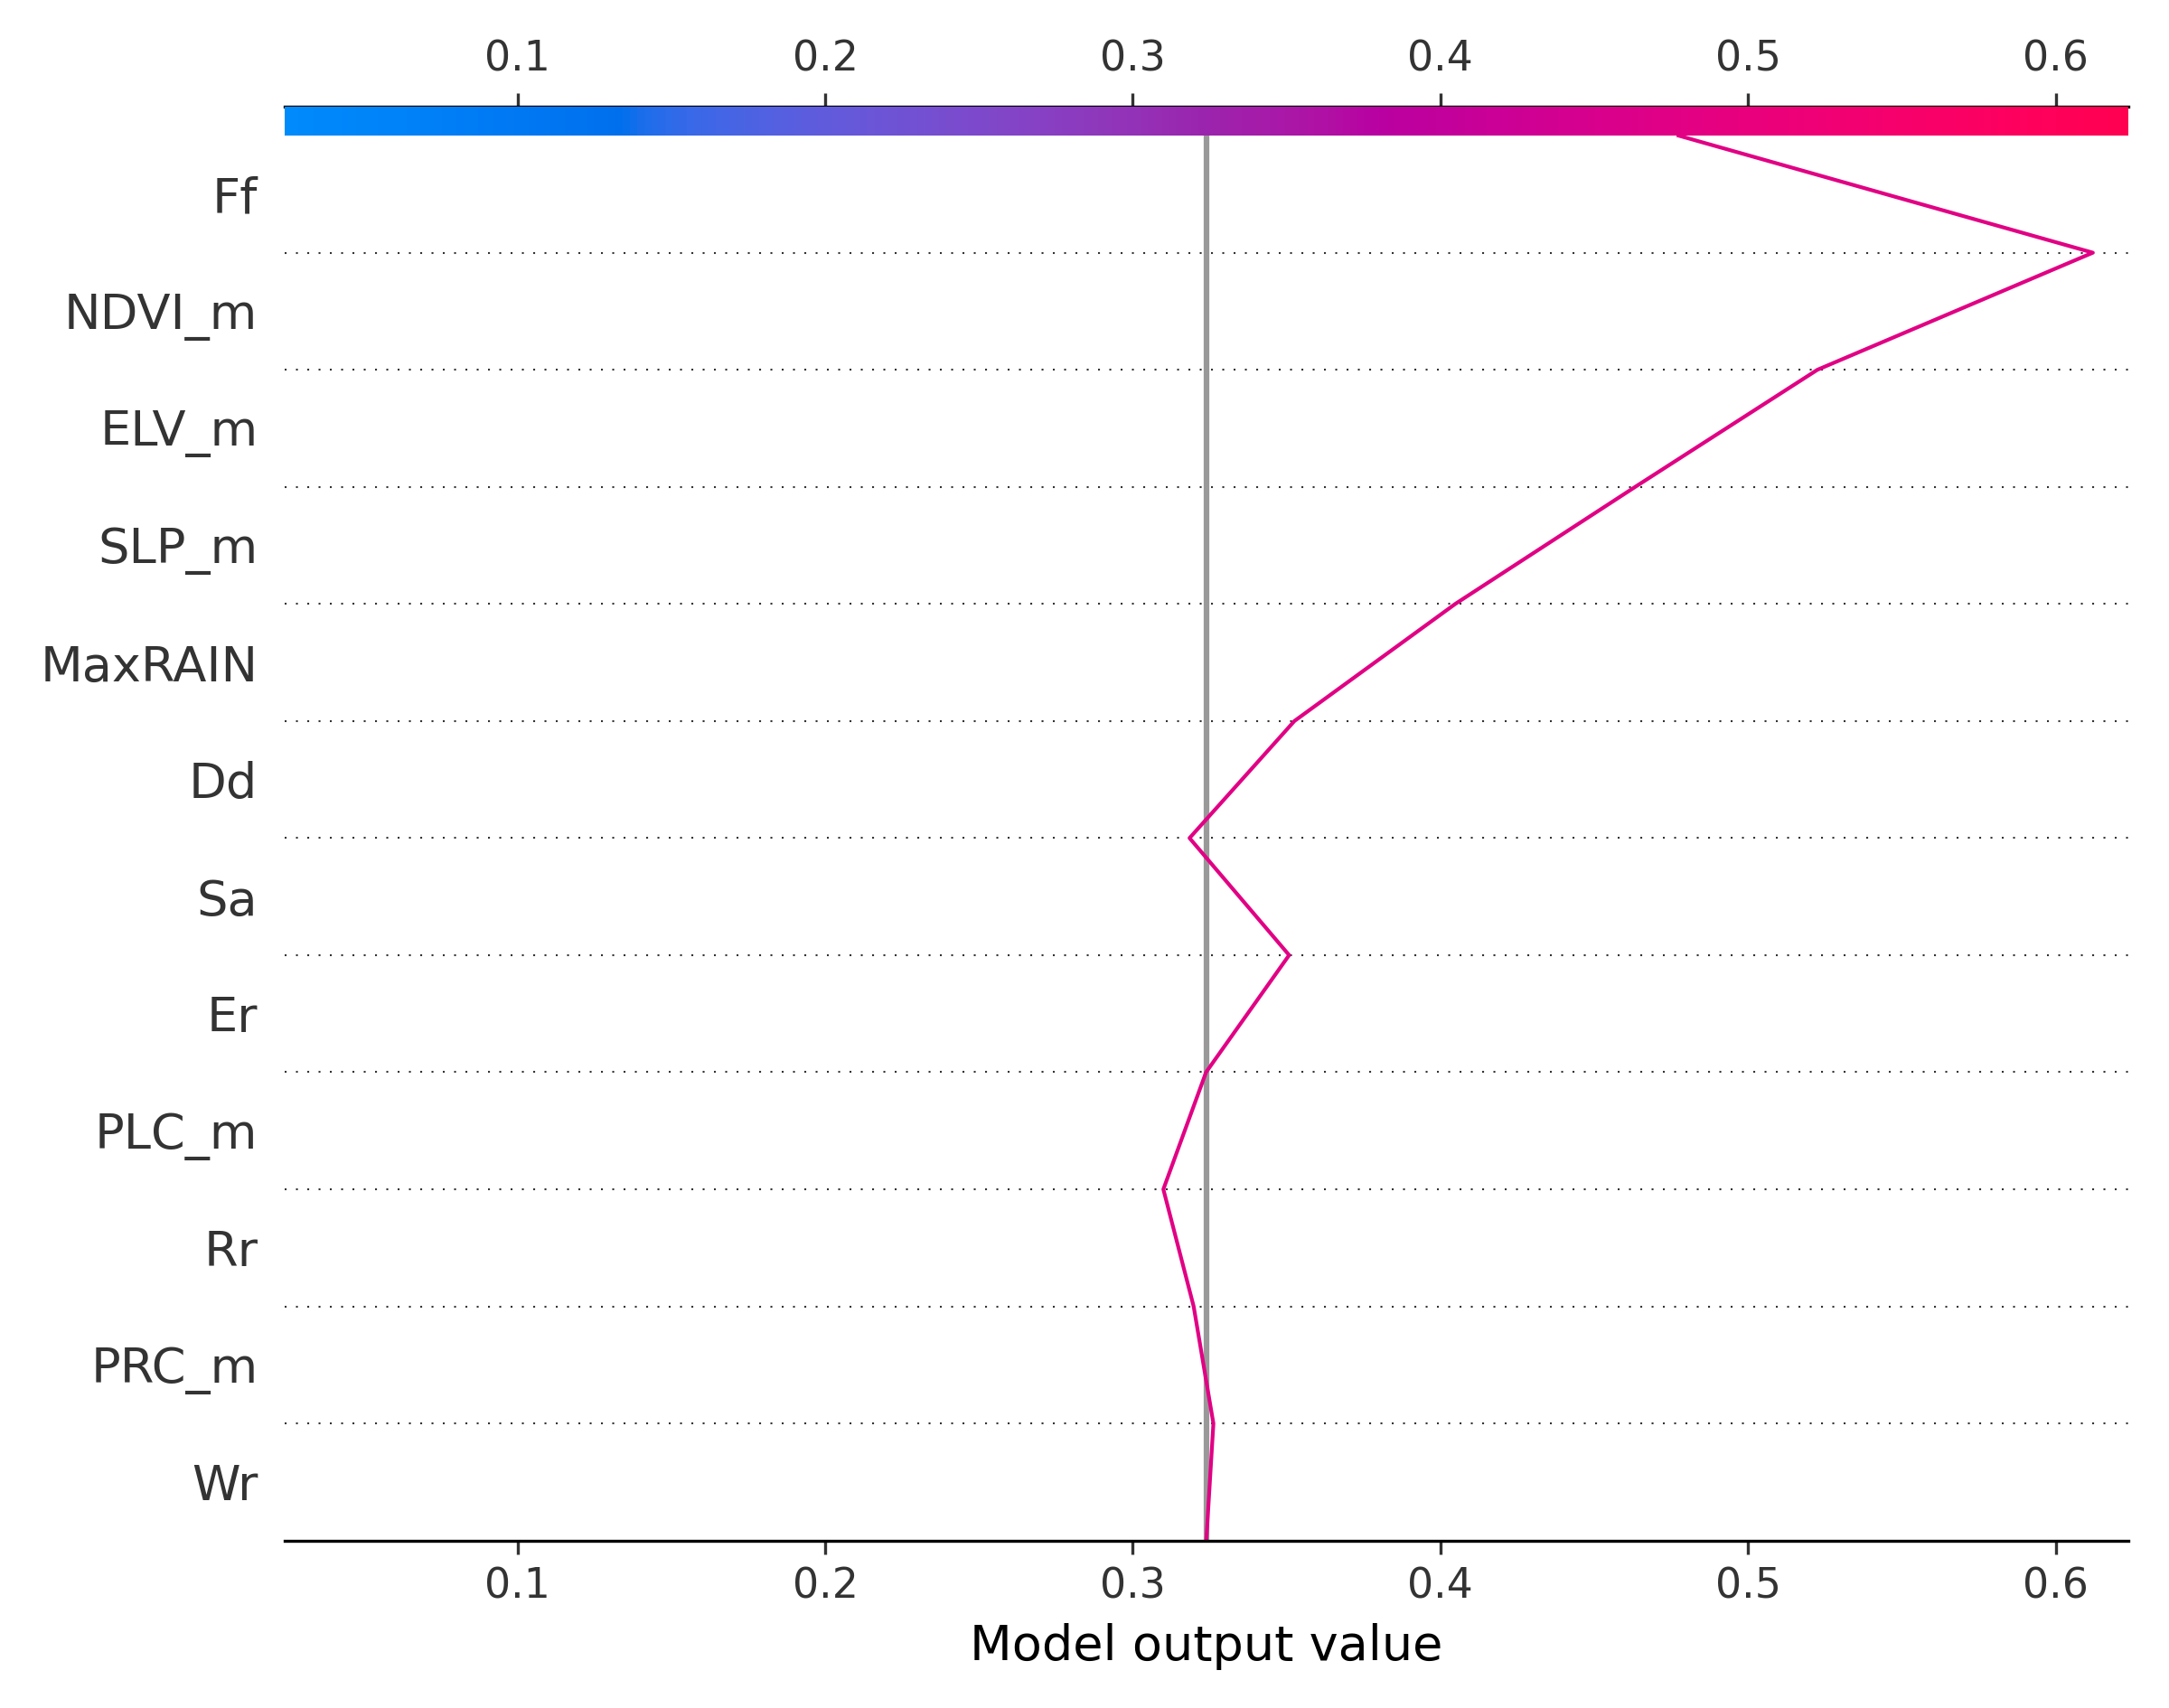 0.1 0.2 0.3 0.4 0.5 0.6
Ff
NDVI_m
ELV_m
SLP_m
MaxRAIN
Dd
Sa
Er
PLC_m
Rr
PRC_m
Wr
0.1 0.2 0.3 0.4 0.5 0.6
Model output value